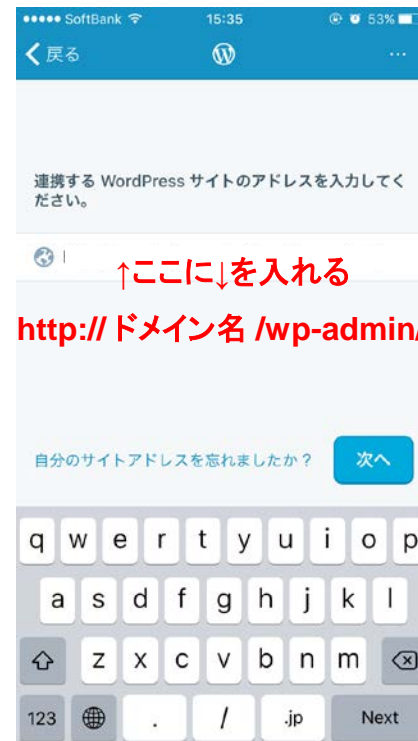 SoftBank 15:35 53%
戻る
連携する WordPress サイトのアドレスを入力してく
ださい。
↑ここに↓を入れる
http://ドメイン名 /wp-admin/
自分のサイトアドレスを忘れましたか？ 次へ
q w e r t y u i o p
a s d f g h j k l
z x c v b n m
123 . / .jp Next